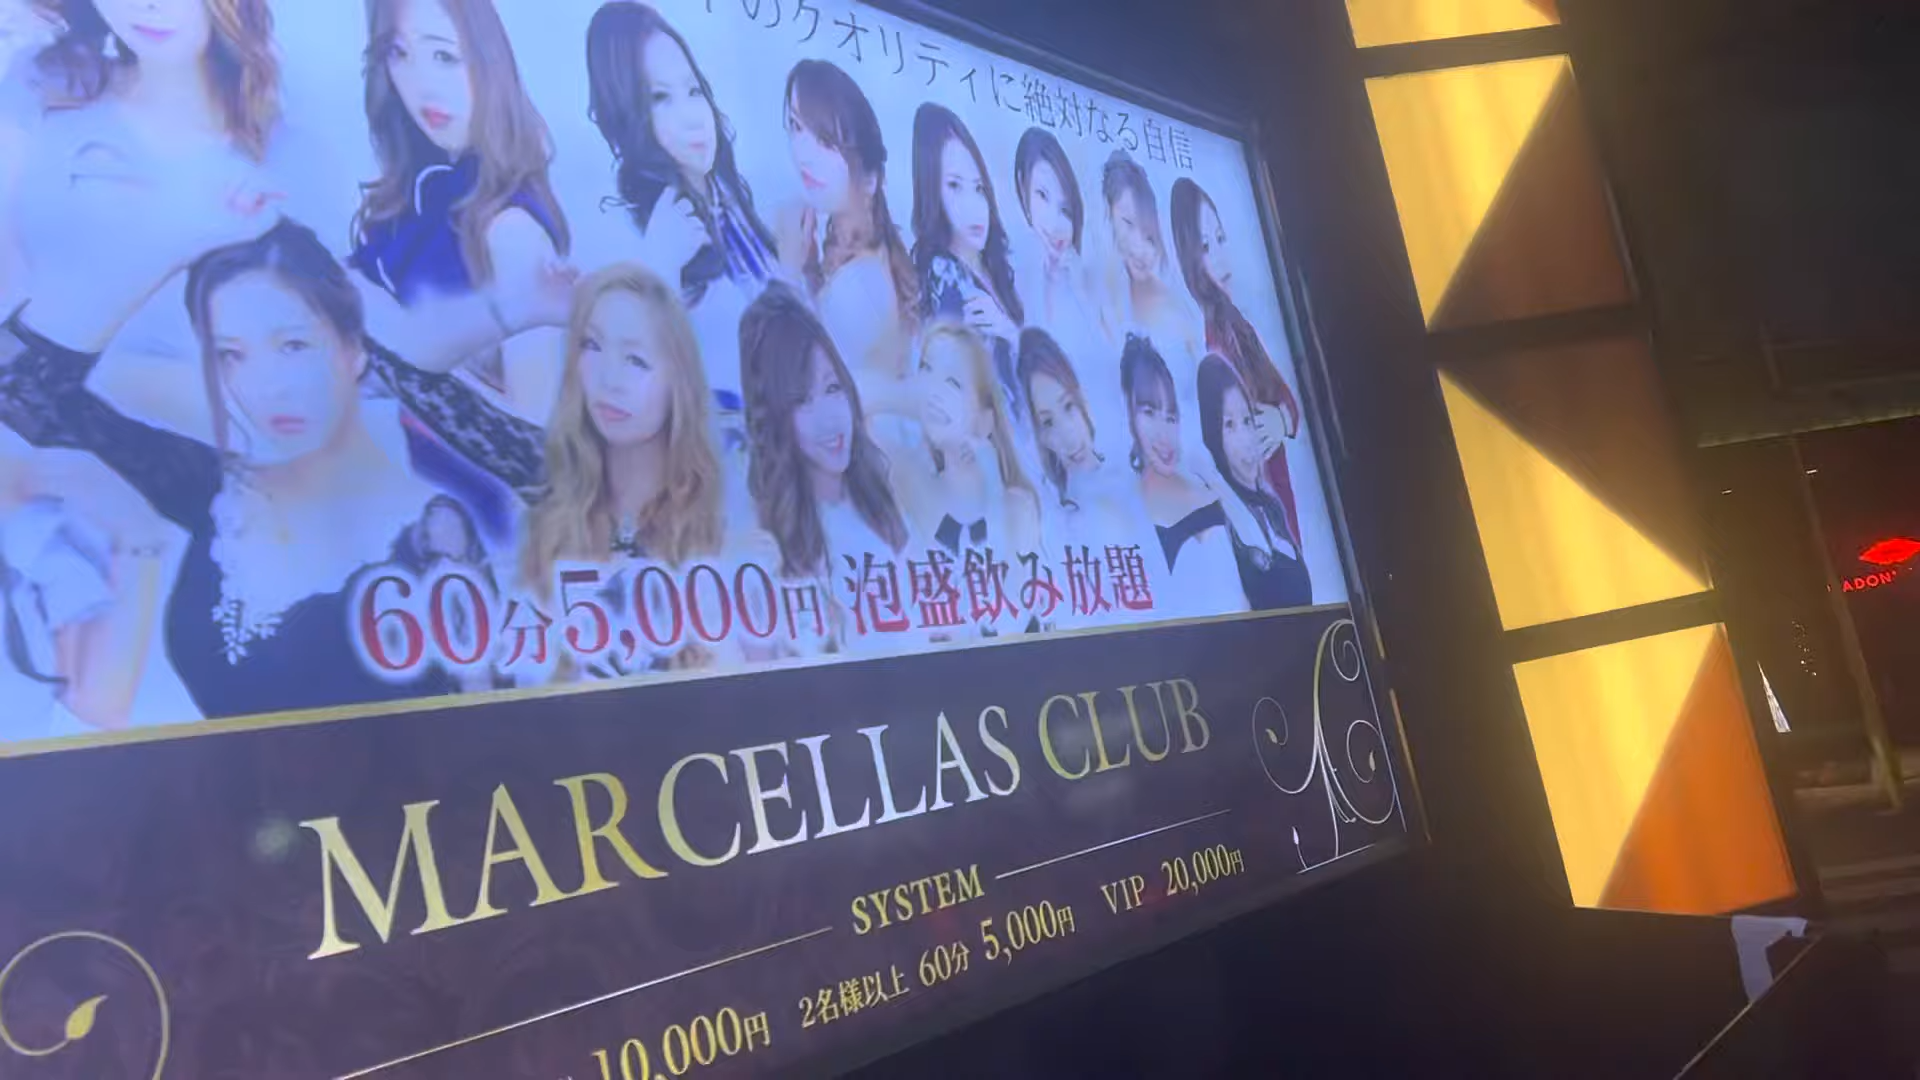 のクオリティに絶対なる自信
60分5,000円 泡盛飲み放題
MARCELLAS CLUB
SYSTEM
10,000円 2名様以上 60分 5,000円 VIP 20,000円
ADON